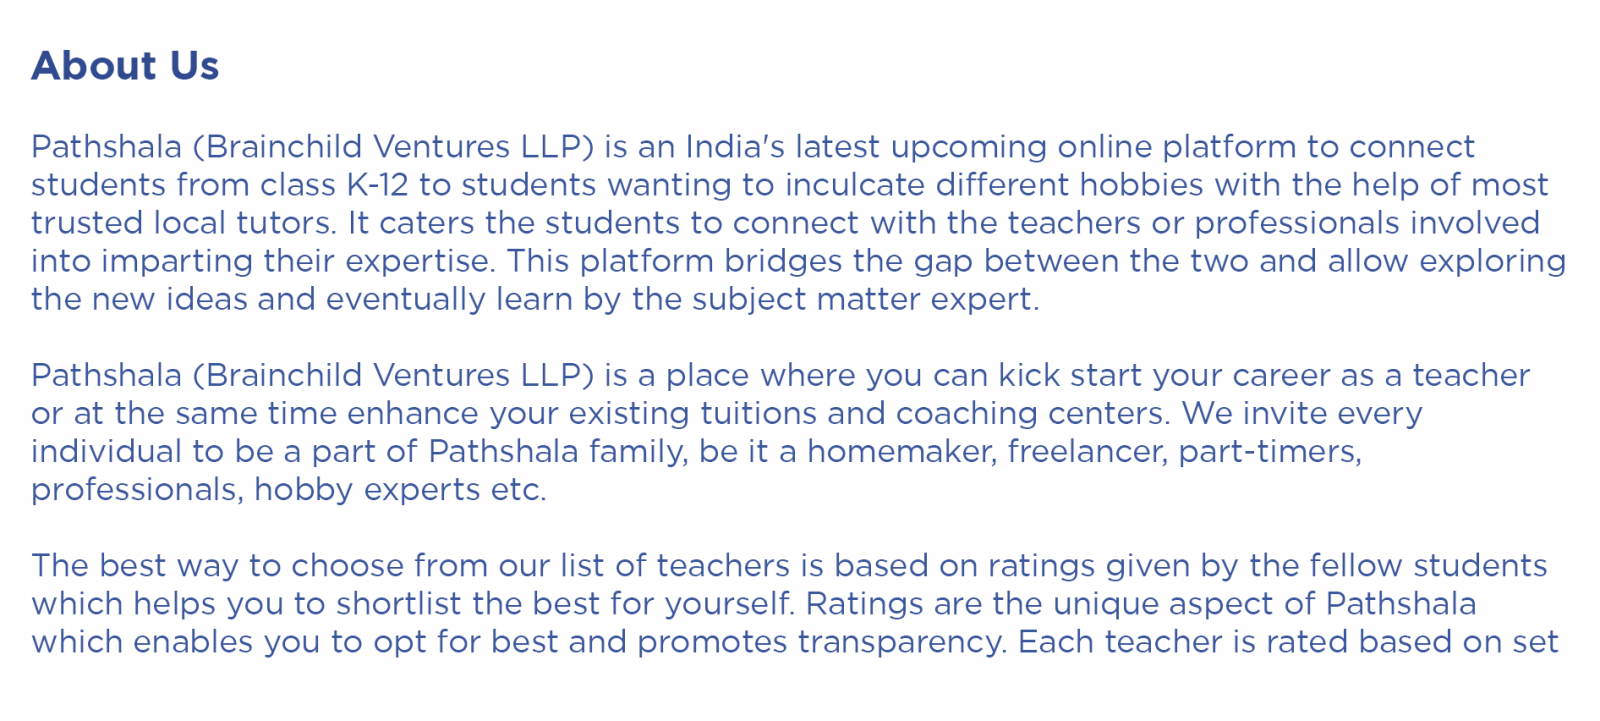 About Us
Pathshala (Brainchild Ventures LLP) is an India's latest upcoming online platform to connect
students from class K-12 to students wanting to inculcate different hobbies with the help of most
trusted local tutors. It caters the students to connect with the teachers or professionals involved
into imparting their expertise. This platform bridges the gap between the two and allow exploring
the new ideas and eventually learn by the subject matter expert.
Pathshala (Brainchild Ventures LLP) is a place where you can kick start your career as a teacher
or at the same time enhance your existing tuitions and coaching centers. We invite every
individual to be a part of Pathshala family, be it a homemaker, freelancer, part-timers,
professionals, hobby experts etc.
The best way to choose from our list of teachers is based on ratings given by the fellow students
which helps you to shortlist the best for yourself. Ratings are the unique aspect of Pathshala
which enables you to opt for best and promotes transparency. Each teacher is rated based on set